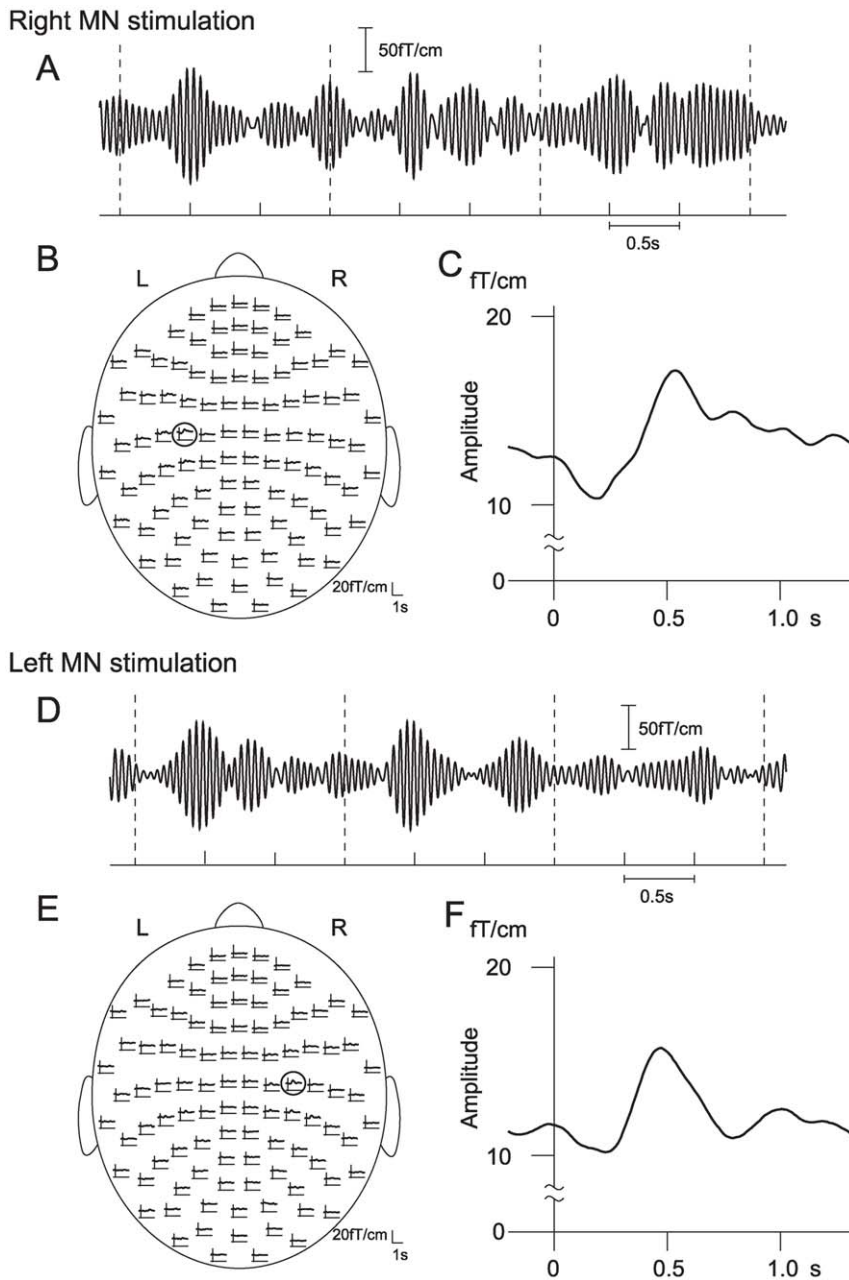 Right MN stimulation
A
50fT/cm
0.5s
B
L R
20fT/cm
1s
C
fT/cm
20
Amplitude
10
0
0 0.5 1.0 s
Left MN stimulation
D
50fT/cm
0.5s
E
L R
20fT/cm
1s
F
fT/cm
20
Amplitude
10
0
0 0.5 1.0 s